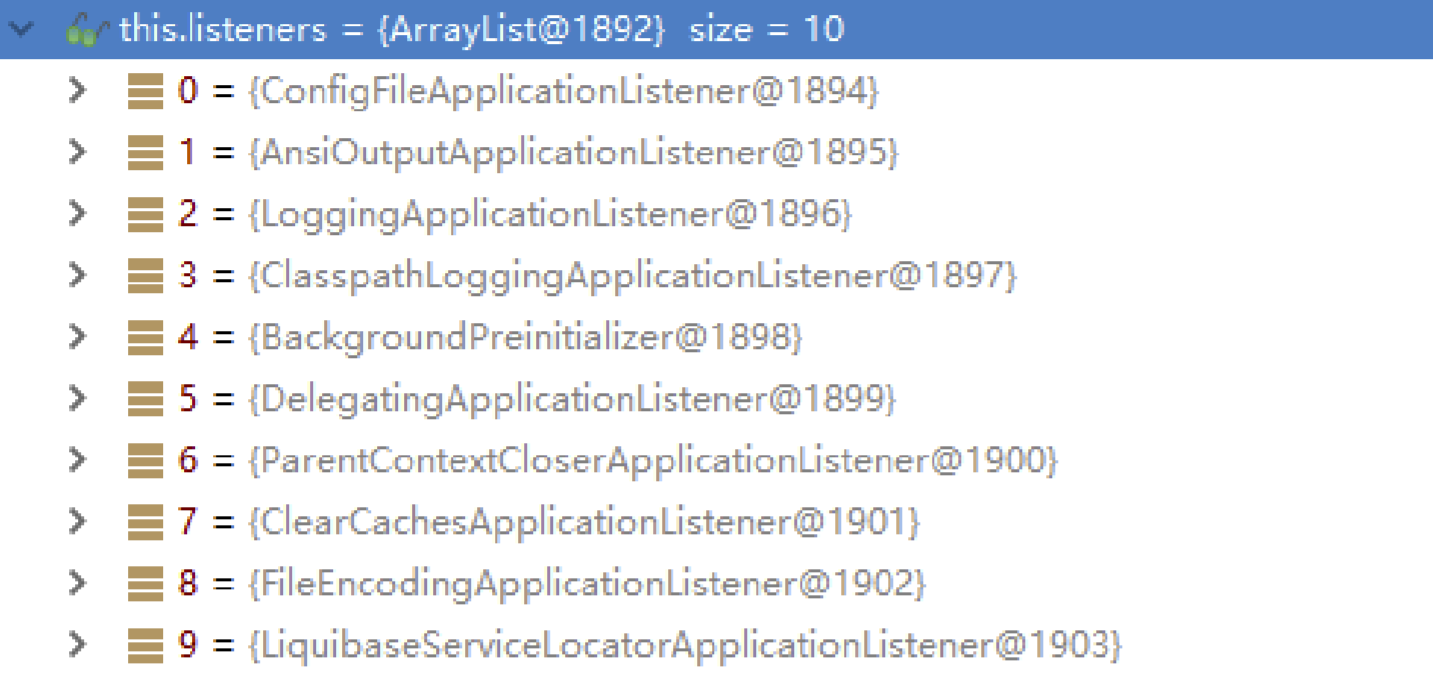 this.listeners = {ArrayList@1892} size = 10
0 = {ConfigFileApplicationListener@1894}
1 = {AnsiOutputApplicationListener@1895}
2 = {LoggingApplicationListener@1896}
3 = {ClasspathLoggingApplicationListener@1897}
4 = {BackgroundPreinitializer@1898}
5 = {DelegatingApplicationListener@1899}
6 = {ParentContextCloserApplicationListener@1900}
7 = {ClearCachesApplicationListener@1901}
8 = {FileEncodingApplicationListener@1902}
9 = {LiquibaseServiceLocatorApplicationListener@1903}